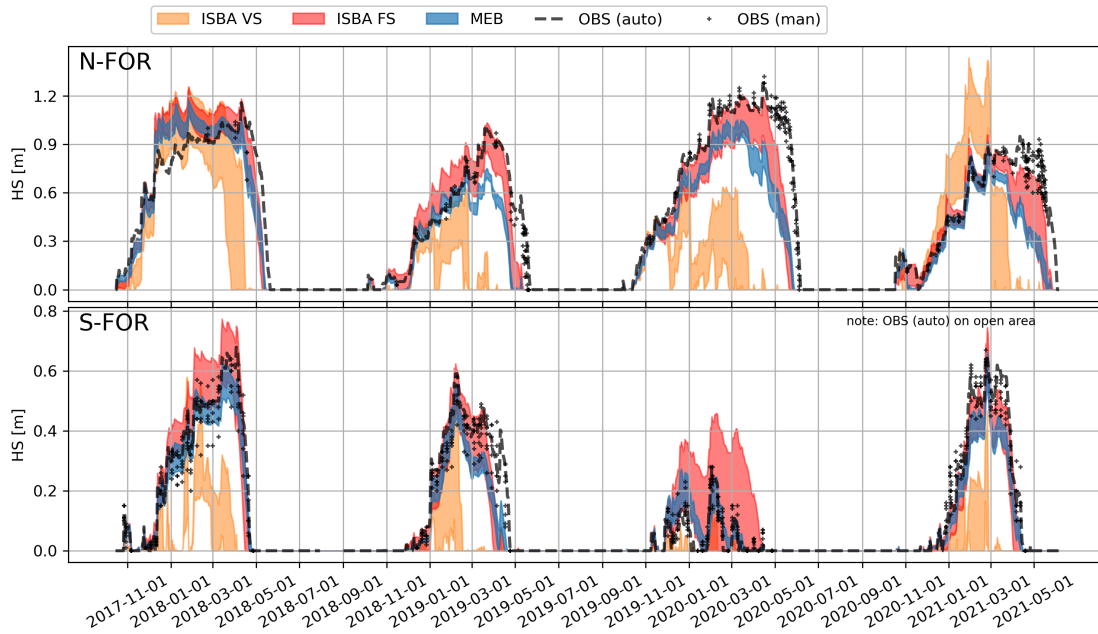 ISBA VS ISBA FS MEB OBS (auto) OBS (man)
N-FOR
1.2
0.9
0.6
0.3
0.0
HS [m]
S-FOR
note: OBS (auto) on open area
0.8
0.6
0.4
0.2
0.0
HS [m]
2017-11-01 2018-01-01 2018-03-01 2018-05-01 2018-07-01 2018-09-01 2018-11-01 2019-01-01 2019-03-01 2019-05-01 2019-07-01 2019-09-01 2019-11-01 2020-01-01 2020-03-01 2020-05-01 2020-07-01 2020-09-01 2020-11-01 2021-01-01 2021-03-01 2021-05-01